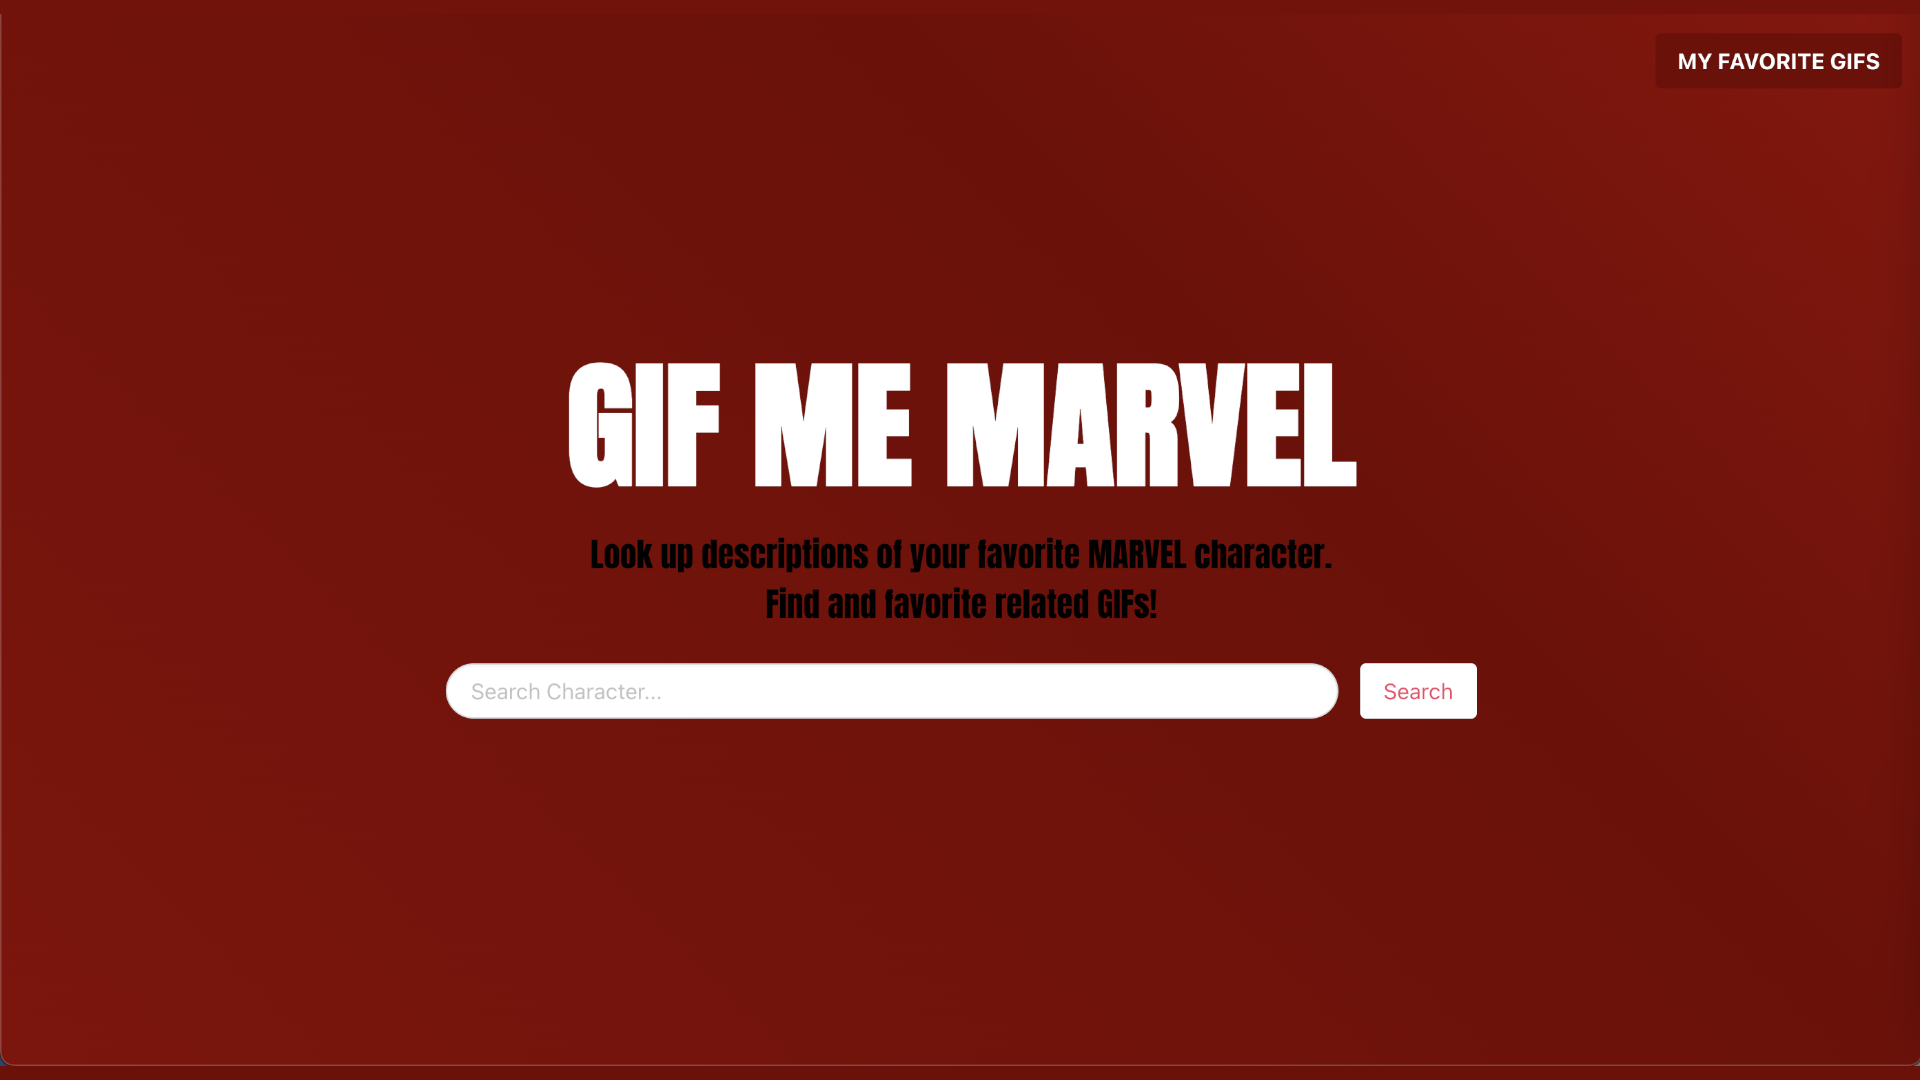 MY FAVORITE GIFS
GIF ME MARVEL
Look up descriptions of your favorite MARVEL character.
Find and favorite related GIFs!
Search Character...
Search